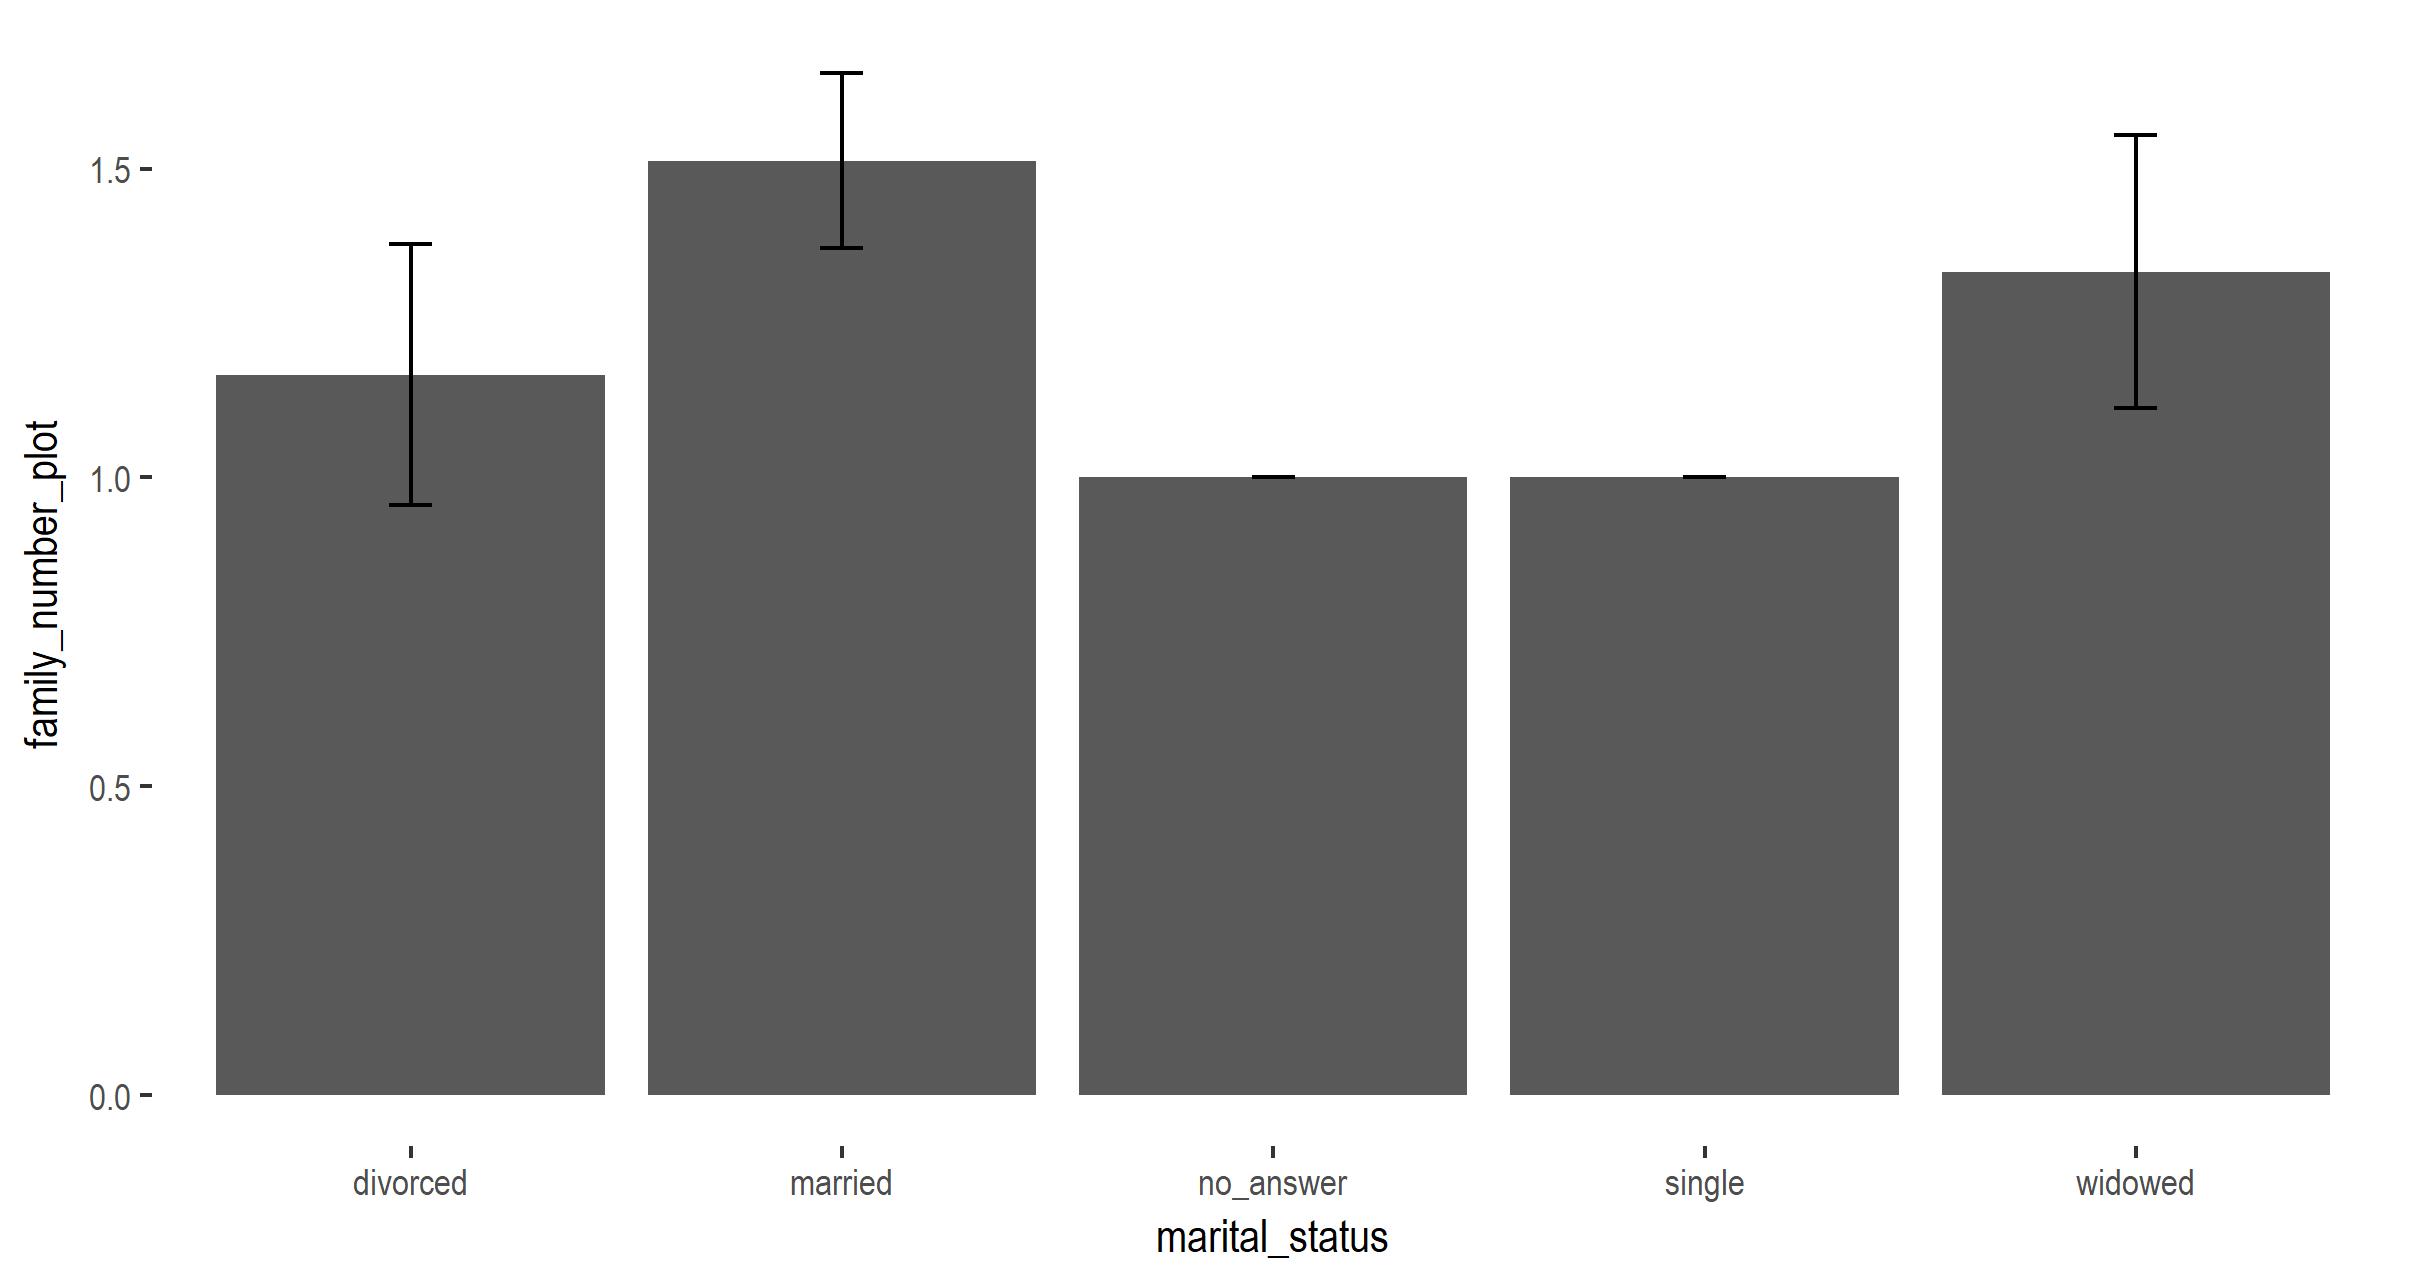 family_number_plot
1.5
1.0
0.5
0.0
divorced
married
no_answer
single
widowed
marital_status